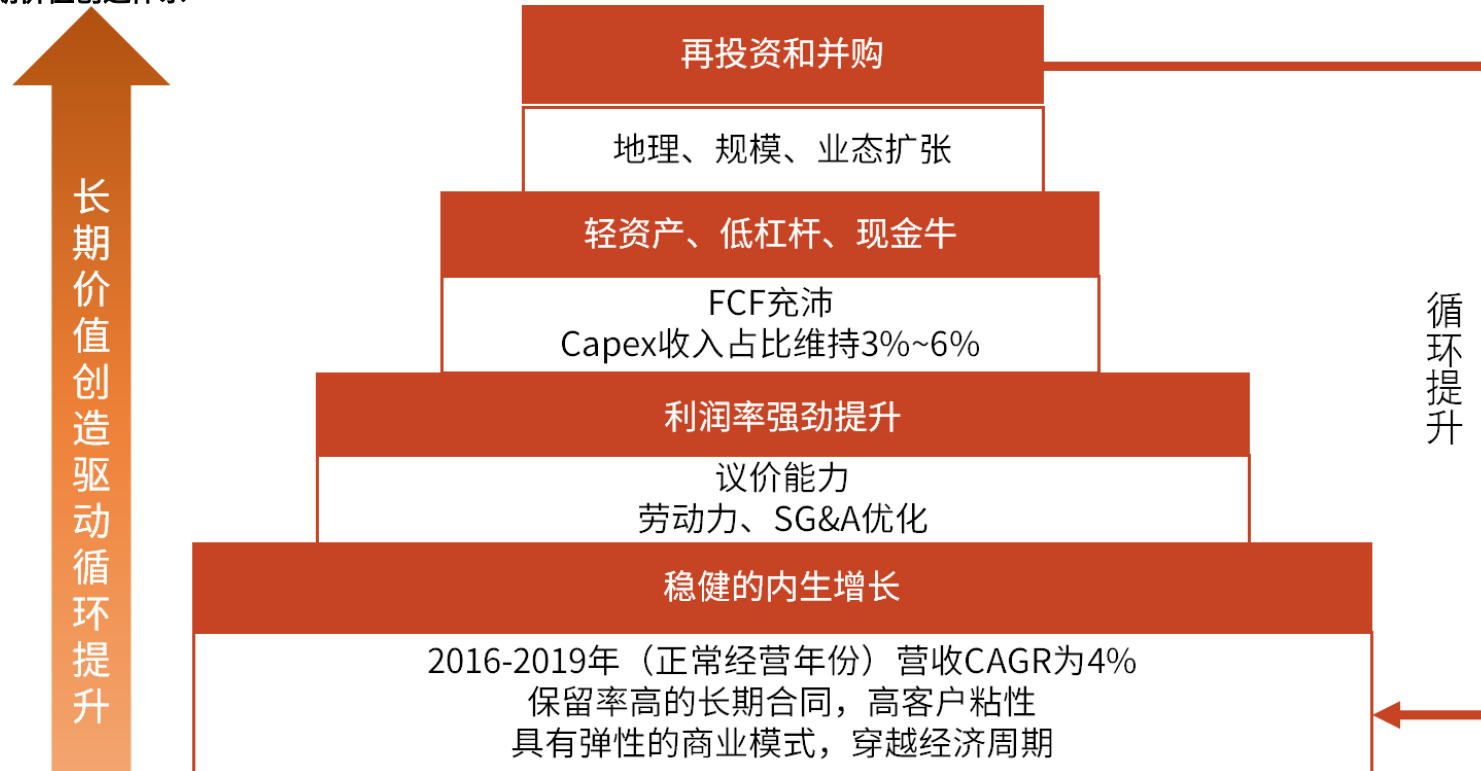 再投资和并购
地理、规模、业态扩张
轻资产、低杠杆、现金牛
FCF充沛
Capex收入占比维持3%~6%
利润率强劲提升
议价能力
劳动力、SG&A优化
稳健的内生增长
2016-2019年（正常经营年份）营收CAGR为4%
保留率高的长期合同，高客户粘性
具有弹性的商业模式，穿越经济周期
长期价值创造驱动循环提升
循环提升